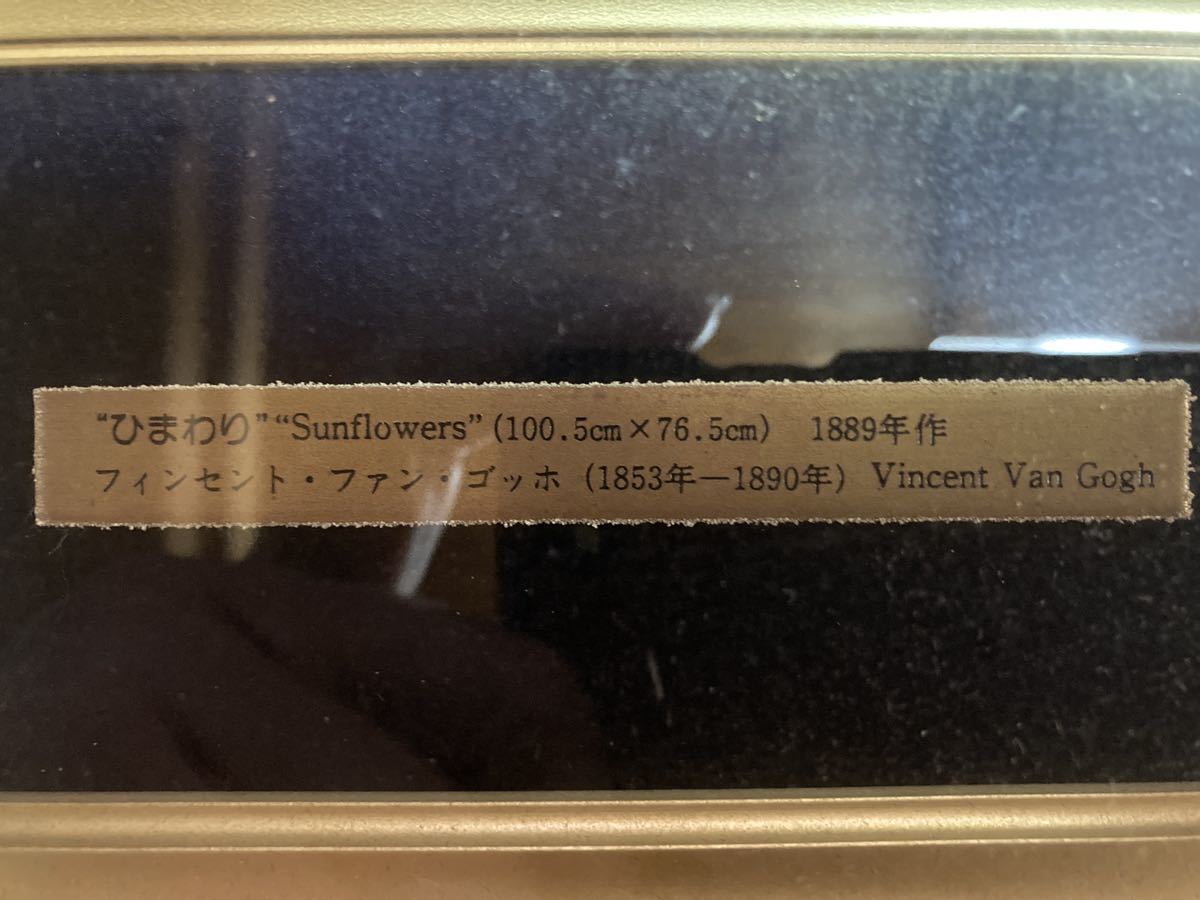 “ひまわり”“Sunflowers”(100.5cm×76.5cm)　1889年作
フィンセント・ファン・ゴッホ (1853年—1890年) Vincent Van Gogh